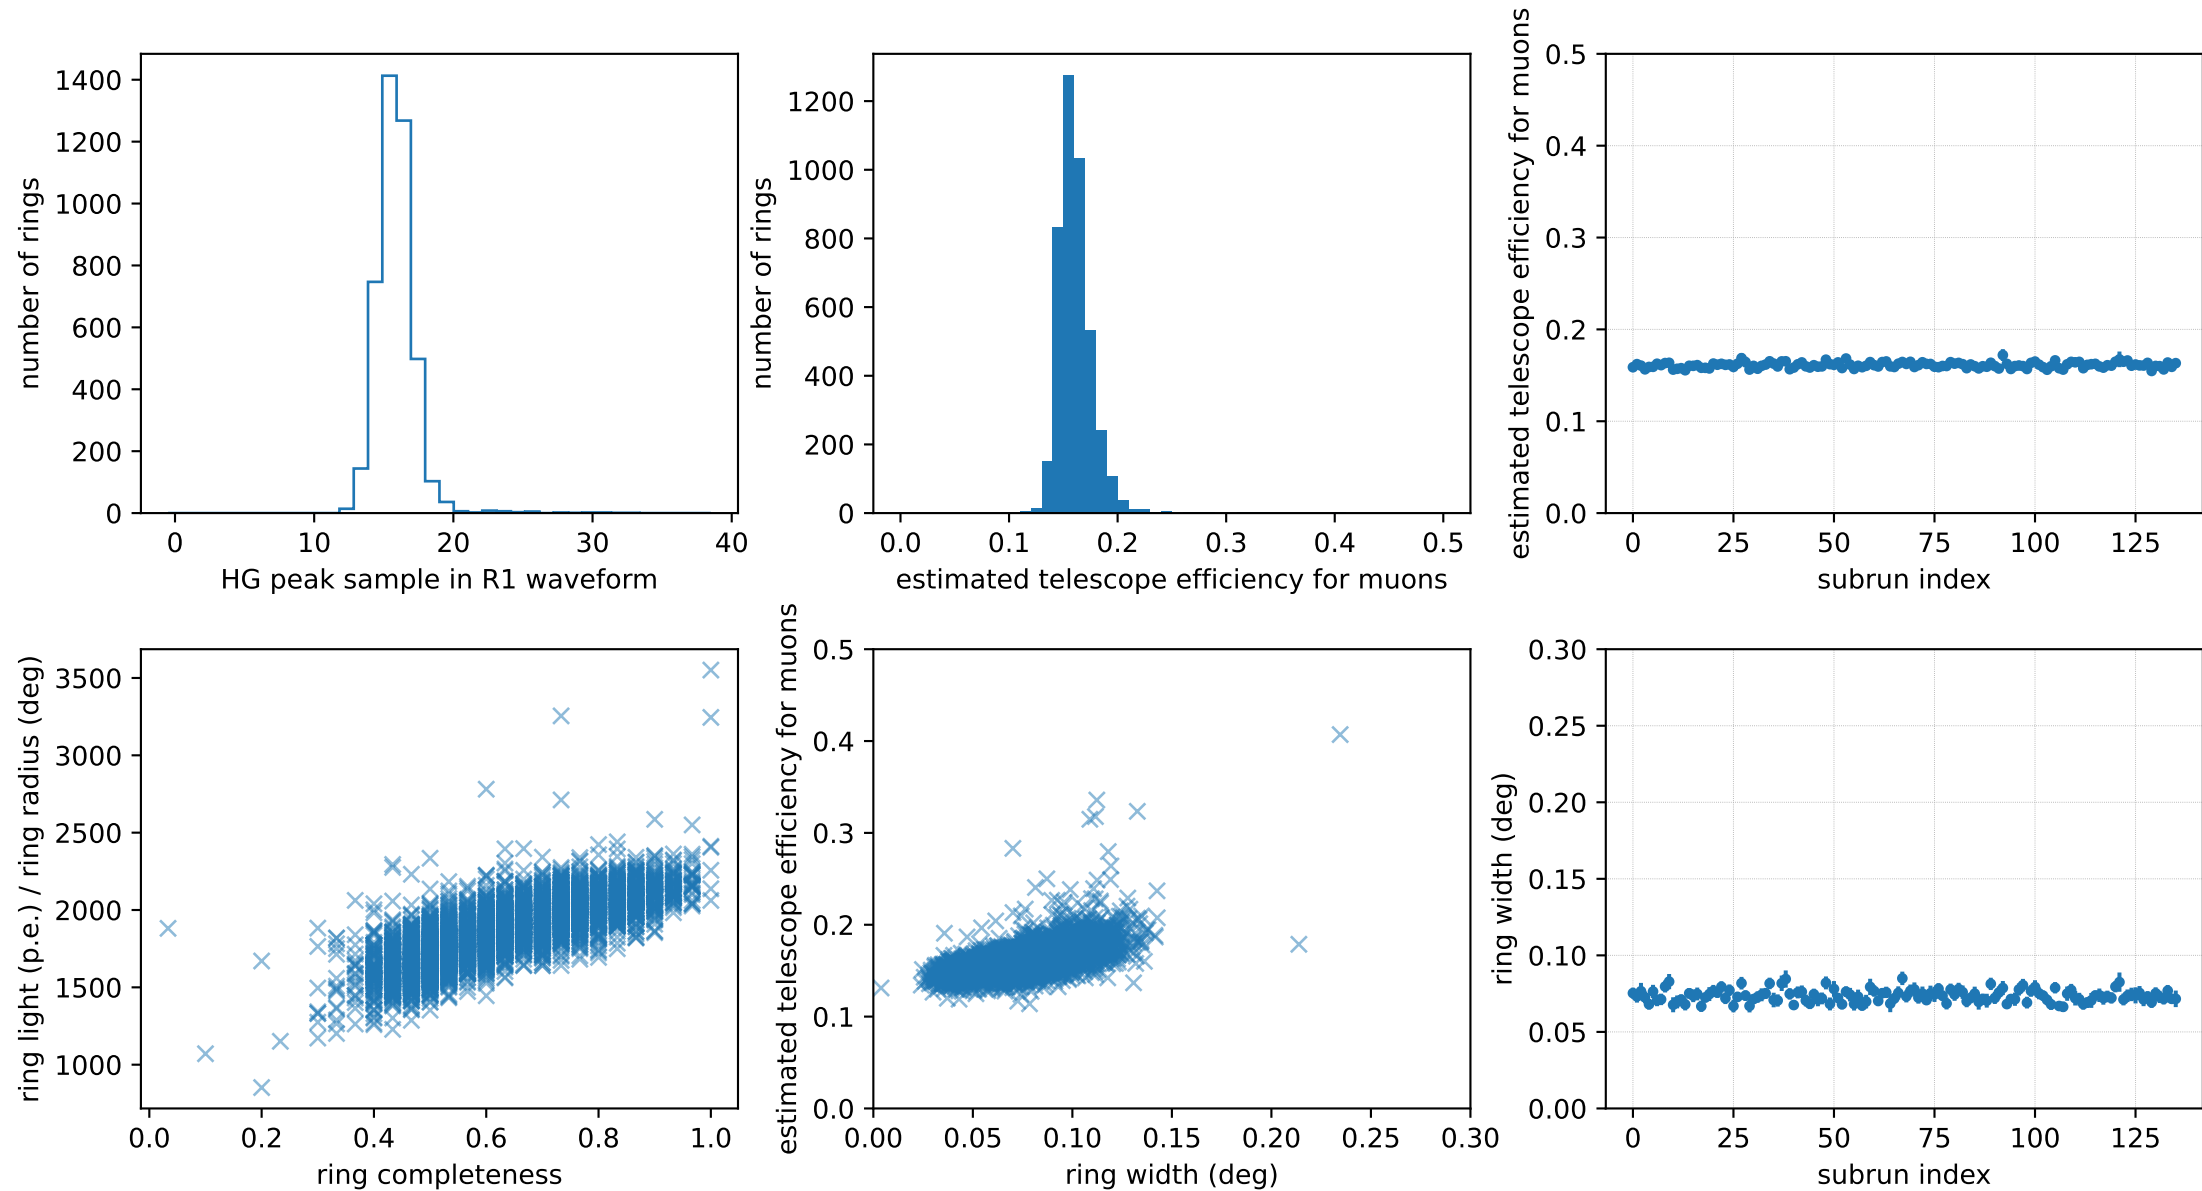 number of rings
1400
1200
1000
800
600
400
200
0
0 10 20 30 40
HG peak sample in R1 waveform
number of rings
1200
1000
800
600
400
200
0
0.0 0.1 0.2 0.3 0.4 0.5
estimated telescope efficiency for muons
estimated telescope efficiency for muons
0.5
0.4
0.3
0.2
0.1
0.0
0 25 50 75 100 125
subrun index
ring light (p.e.) / ring radius (deg)
3500
3000
2500
2000
1500
1000
0.0 0.2 0.4 0.6 0.8 1.0
ring completeness
estimated telescope efficiency for muons
0.5
0.4
0.3
0.2
0.1
0.0
0.00 0.05 0.10 0.15 0.20 0.25 0.30
ring width (deg)
ring width (deg)
0.30
0.25
0.20
0.15
0.10
0.05
0.00
0 25 50 75 100 125
subrun index